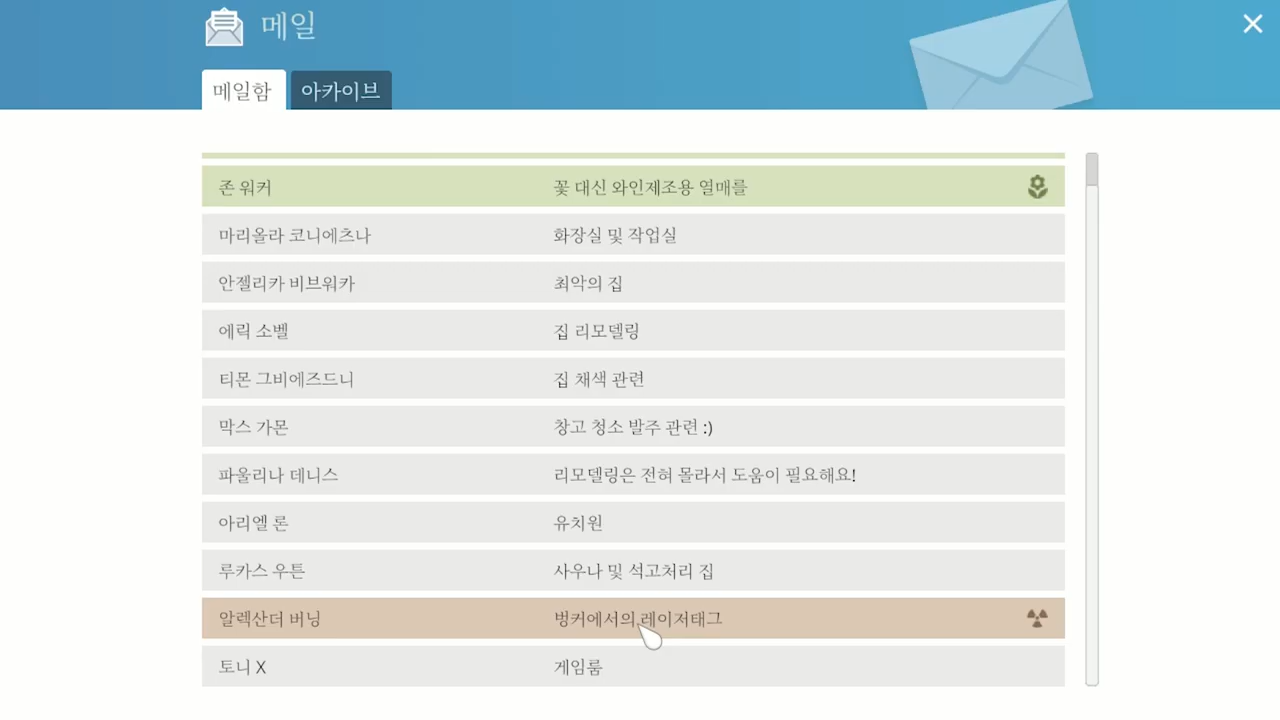 메일
메일함 아카이브
존 워커 꽃 대신 와인제조용 열매를
마리올라 코니에츠나 화장실 및 작업실
안젤리카 비브워카 최악의 집
에릭 소벨 집 리모델링
티몬 그비에즈드니 집 채색 관련
막스 가몬 창고 청소 발주 관련 :)
파울리나 데니스 리모델링은 전혀 몰라서 도움이 필요해요!
아리엘 론 유치원
루카스 우튼 사우나 및 석고처리 집
알렉산더 버닝 벙커에서의 레이저태그
토니 X 게임룸